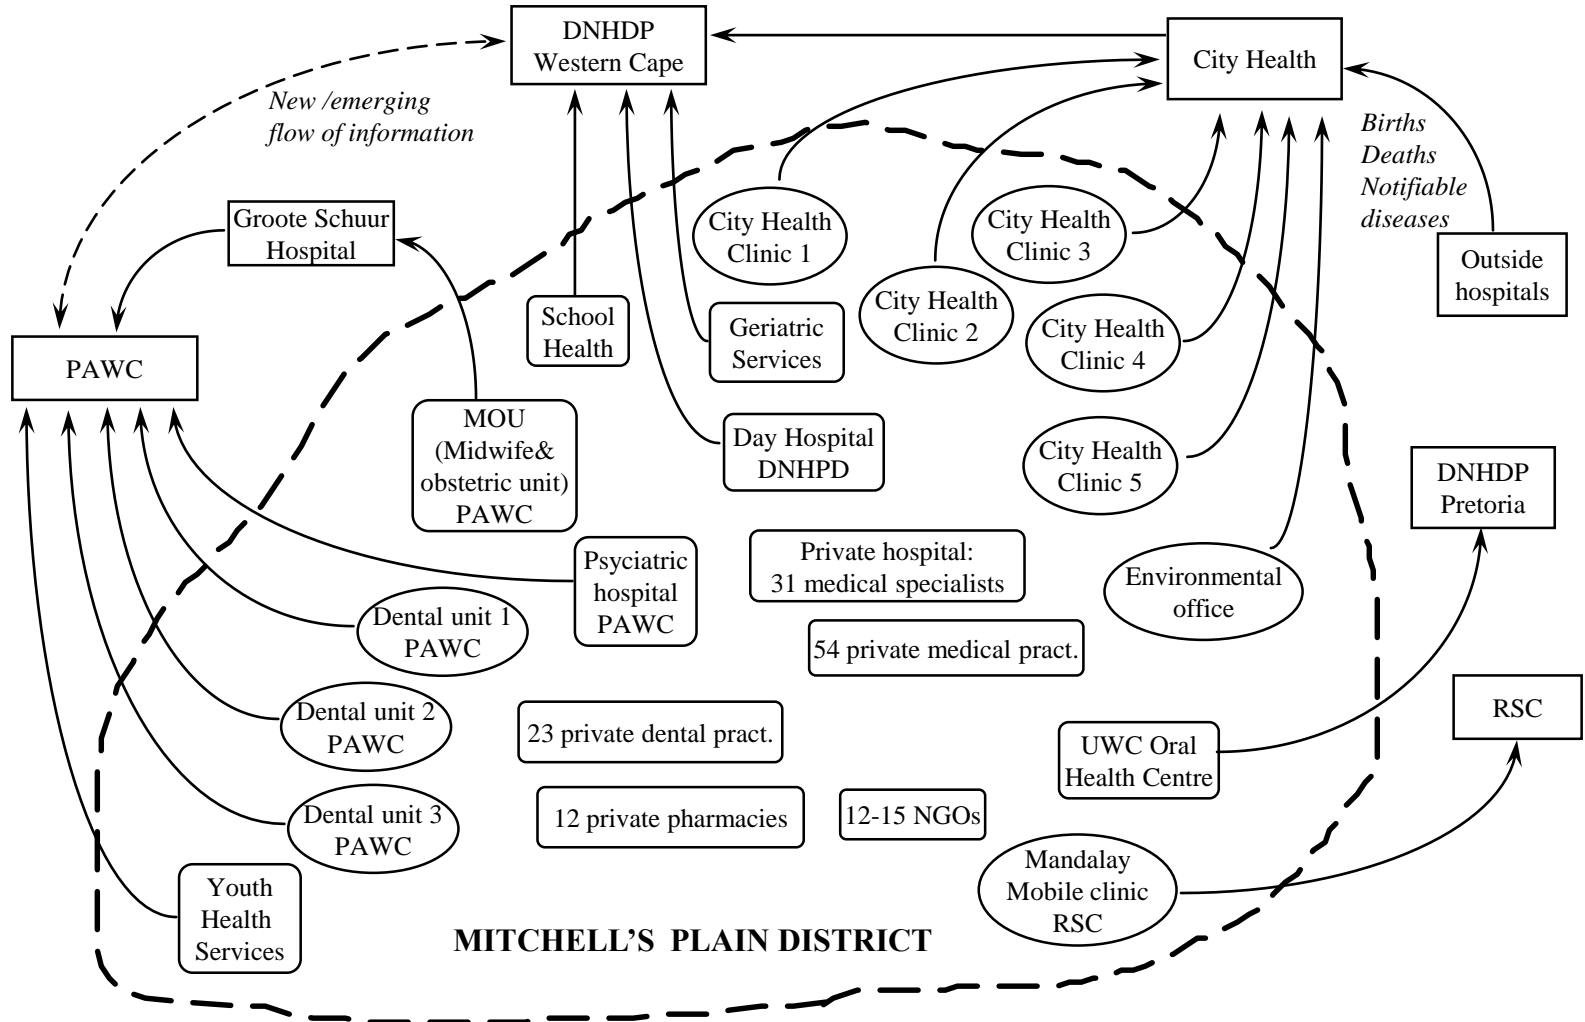 DNHDP
Western Cape
City Health
New /emerging
flow of information
Births
Deaths
Notifiable
diseases
Groote Schuur
Hospital
City Health
Clinic 1
City Health
Clinic 3
Outside
hospitals
City Health
Clinic 2
School
Health
Geriatric
Services
City Health
Clinic 4
PAWC
MOU
(Midwife&
obstetric unit)
PAWC
Day Hospital
DNHPD
City Health
Clinic 5
DNHDP
Pretoria
Psyciatric
hospital
PAWC
Private hospital:
31 medical specialists
Environmental
office
Dental unit 1
PAWC
54 private medical pract.
Dental unit 2
PAWC
23 private dental pract.
UWC Oral
Health Centre
RSC
Dental unit 3
PAWC
12 private pharmacies
12-15 NGOs
Mandalay
Mobile clinic
RSC
Youth
Health
Services
MITCHELL’S PLAIN DISTRICT